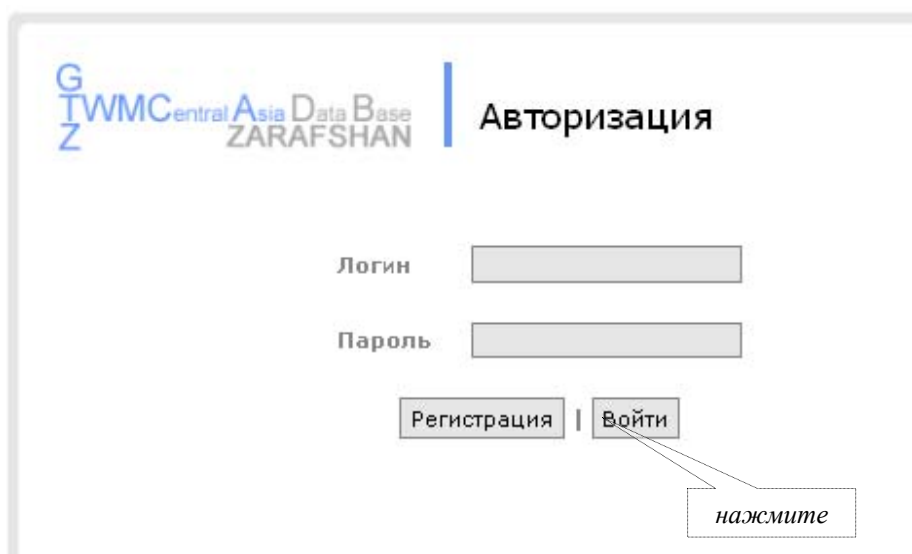 G
TWMCentral Asia Data Base
Z ZARAFSHAN
Авторизация
Логин
Пароль
Регистрация | Войти
нажмите